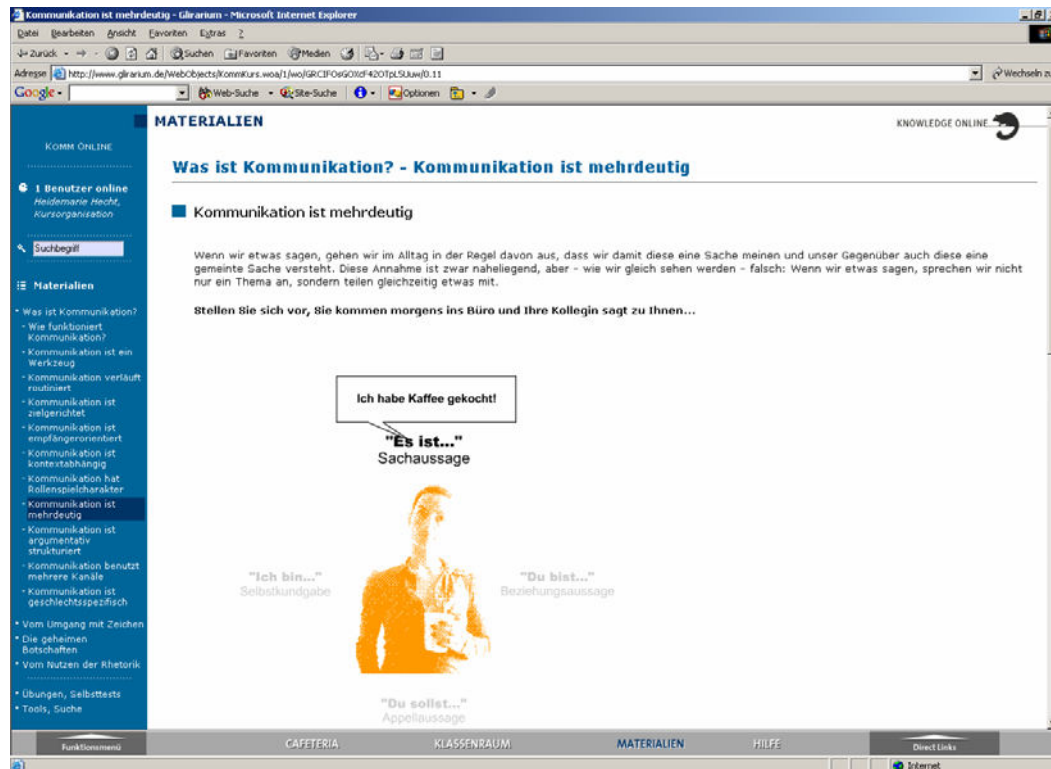 Kommunikation ist mehrdeutig - Glirarium - Microsoft Internet Explorer
Datei Bearbeiten Ansicht Favoriten Extras ?
Zurück Suchen Favoriten Medien
Adresse http://www.glirarium.de/WebObjects/KommKurs.woa/1/wo/
Wechseln zu
Google Web-Suche Site-Suche Optionen
MATERIALIEN
KNOWLEDGE ONLINE
KOMM ONLINE
1 Benutzer online
Heidemarie Hecht,
Kursorganisation
Suchbegriff
Materialien
Was ist Kommunikation?
- Wie funktioniert
Kommunikation?
- Kommunikation ist ein
Werkzeug
- Kommunikation verläuft
routiniert
- Kommunikation ist
zielgerichtet
- Kommunikation ist
empfängerorientiert
- Kommunikation ist
kontextabhängig
- Kommunikation hat
Rollenspielcharakter
- Kommunikation ist
mehrdeutig
- Kommunikation ist
argumentativ
strukturiert
- Kommunikation benutzt
mehrere Kanäle
- Kommunikation ist
geschlechtsspezifisch
Vom Umgang mit Zeichen
Die geheimen
Botschaften
Vom Nutzen der Rhetorik
Übungen, Selbsttests
Tools, Suche
Was ist Kommunikation? - Kommunikation ist mehrdeutig
Kommunikation ist mehrdeutig
Wenn wir etwas sagen, gehen wir im Alltag in der Regel davon aus, dass wir damit diese eine Sache meinen und unser Gegenüber auch diese eine
gemeinte Sache versteht. Diese Annahme ist zwar naheliegend, aber - wie wir gleich sehen werden - falsch: Wenn wir etwas sagen, sprechen wir nicht
nur ein Thema an, sondern teilen gleichzeitig etwas mit.
Stellen Sie sich vor, Sie kommen morgens ins Büro und Ihre Kollegin sagt zu Ihnen...
Ich habe Kaffee gekocht!
"Es ist..."
Sachaussage
"Ich bin..."
Selbstkundgabe
"Du bist..."
Beziehungsaussage
"Du sollst..."
Appellaussage
Funktionsmenü CAFETERIA KLASSENRAUM MATERIALIEN HILFE Direct Links
Internet